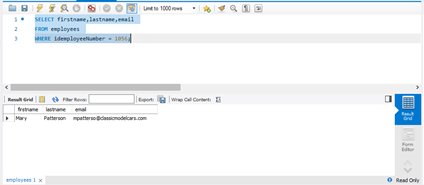 Limit to 1000 rows
1 SELECT firstname,lastname,email
2 FROM employees
3 WHERE idemployeeNumber = 1056;
Result Grid Filter Rows: Export: Wrap Cell Content:
firstname lastname email
Mary Patterson mpatterso@classicmodelcars.com
Result
Grid
Form
Editor
employees 1 Read Only